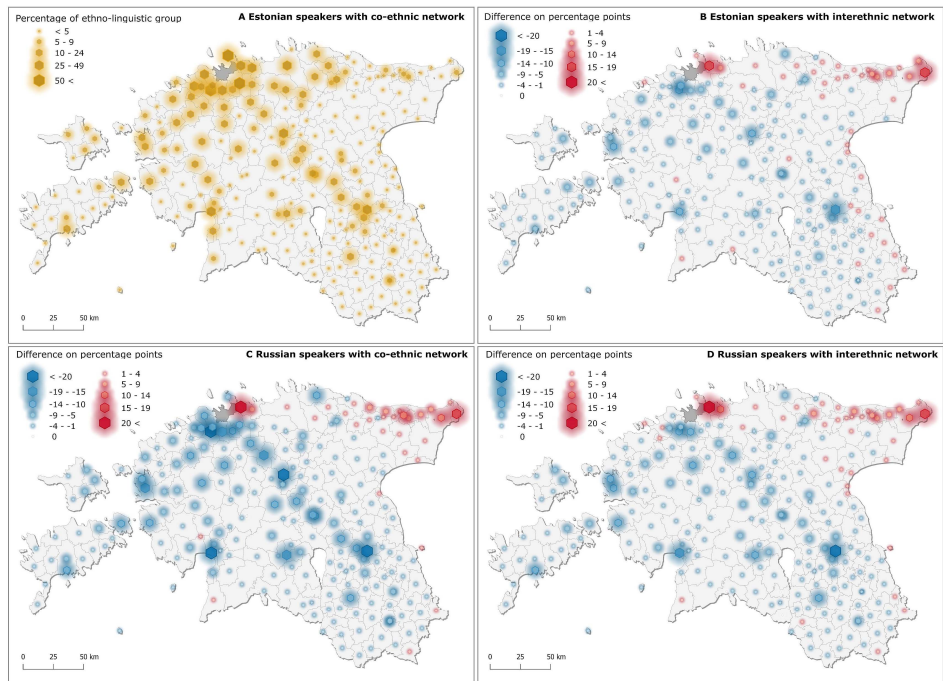 Percentage of ethno-linguistic group
A Estonian speakers with co-ethnic network
< 5
5 - 9
10 - 24
25 - 49
50 <
0 25 50 km
Difference on percentage points
B Estonian speakers with interethnic network
< -20
-19 - -15
-14 - -10
-9 - -5
-4 - -1
0
1 - 4
5 - 9
10 - 14
15 - 19
20 <
0 25 50 km
Difference on percentage points
C Russian speakers with co-ethnic network
< -20
-19 - -15
-14 - -10
-9 - -5
-4 - -1
0
1 - 4
5 - 9
10 - 14
15 - 19
20 <
0 25 50 km
Difference on percentage points
D Russian speakers with interethnic network
< -20
-19 - -15
-14 - -10
-9 - -5
-4 - -1
0
1 - 4
5 - 9
10 - 14
15 - 19
20 <
0 25 50 km